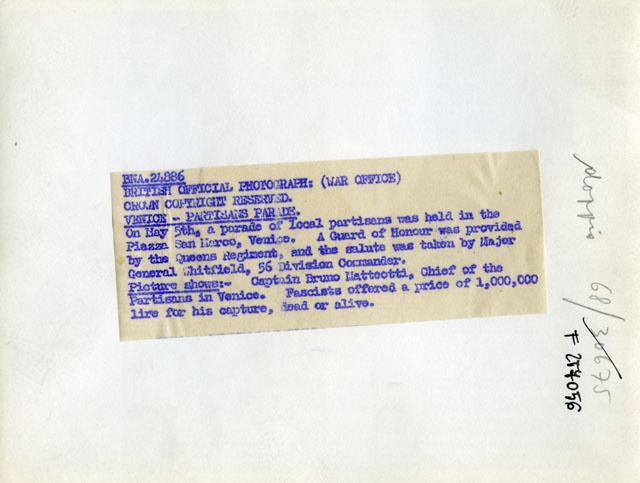 BNA.24886
BRITISH OFFICIAL PHOTOGRAPH: (WAR OFFICE)
CROWN COPYRIGHT RESERVED.
VENICE - PARTISANS PARADE.
On May 5th, a parade of local partisans was held in the
Piazza San Marco, Venice. A Guard of Honour was provided
by the Queens Regiment, and the salute was taken by Major
General Whitfield, 56 Division Commander.
Picture shows:- Captain Bruno Matteotti, Chief of the
Partisans in Venice. Fascists offered a price of 1,000,000
lire for his capture, dead or alive.
doppio
68/30675
F 274056